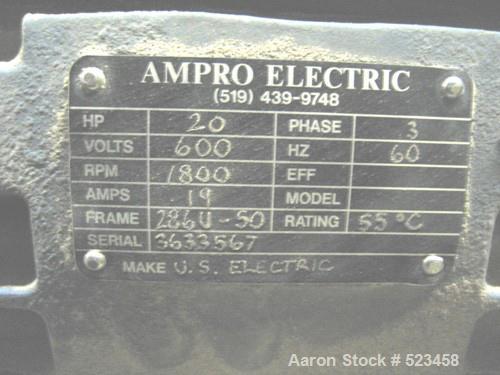 AMPRO ELECTRIC
(519) 439-9748
HP 20 PHASE 3
VOLTS 600 HZ 60
RPM 1800 EFF
AMPS 19 MODEL
FRAME 286U-50 RATING 55°C
SERIAL 3633567
MAKE U.S. ELECTRIC
Aaron Stock # 523458